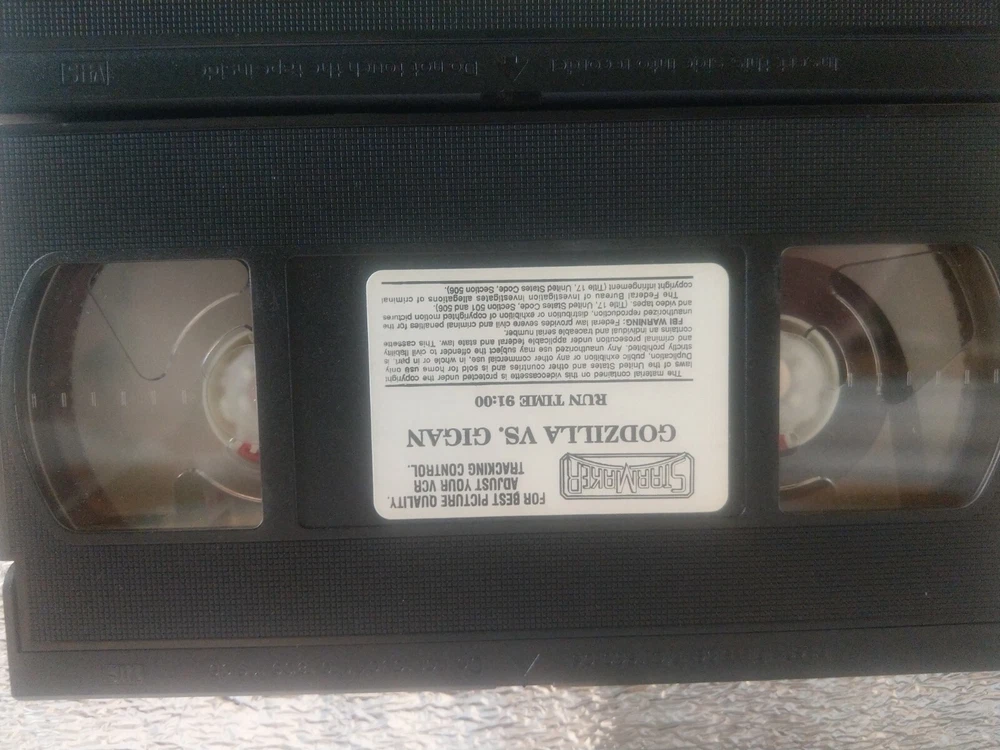 STARMAKER
FOR BEST PICTURE QUALITY.
ADJUST YOUR VCR
TRACKING CONTROL.
GODZILLA VS. GIGAN
RUN TIME 91:00
The material contained on this videocassette is protected under the copyright
laws of the United States and other countries and is sold for home use only
Duplication, public exhibition or any other commercial use, in whole or in part, is
strictly prohibited. Any unauthorized use may subject the offender to civil liability
and criminal prosecution under applicable federal and state law. This cassette
contains an individual and traceable serial number.
FBI WARNING: Federal law provides severe civil and criminal penalties for the
unauthorized reproduction, distribution or exhibition of copyrighted motion pictures
and video tapes. (Title 17, United States Code, Section 501 and 506).
The Federal Bureau of Investigation investigates allegations of criminal
copyright infringement (Title 17, United States Code, Section 506).
Insert this side into recorder
Do not touch the tape inside
VHS